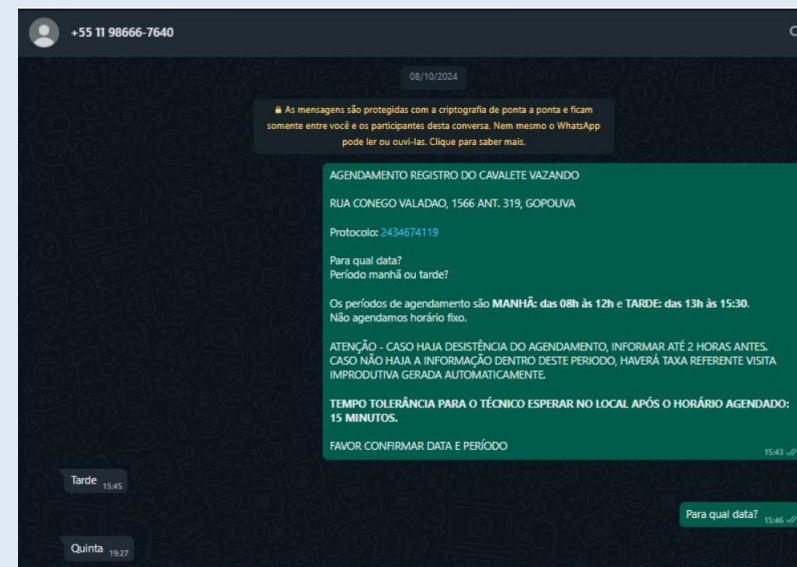 +55 11 98666-7640
08/10/2024
As mensagens são protegidas com a criptografia de ponta a ponta e ficam
somente entre você e os participantes desta conversa. Nem mesmo o WhatsApp
pode ler ou ouvi-las. Clique para saber mais.
AGENDAMENTO REGISTRO DO CAVALETE VAZANDO
RUA CONEGO VALADAO, 1566 ANT. 319, GOPOUVA
Protocolo: 2434674119
Para qual data?
Período manhã ou tarde?
Os períodos de agendamento são MANHÃ: das 08h às 12h e TARDE: das 13h às 15:30.
Não agendamos horário fixo.
ATENÇÃO - CASO HAJA DESISTÊNCIA DO AGENDAMENTO, INFORMAR ATÉ 2 HORAS ANTES.
CASO NÃO HAJA A INFORMAÇÃO DENTRO DESTE PERIODO, HAVERÁ TAXA REFERENTE VISITA
IMPRODUTIVA GERADA AUTOMATICAMENTE.
TEMPO TOLERÂNCIA PARA O TÉCNICO ESPERAR NO LOCAL APÓS O HORÁRIO AGENDADO:
15 MINUTOS.
FAVOR CONFIRMAR DATA E PERÍODO
15:43
Tarde 15:45
Para qual data? 15:46
Quinta 19:27